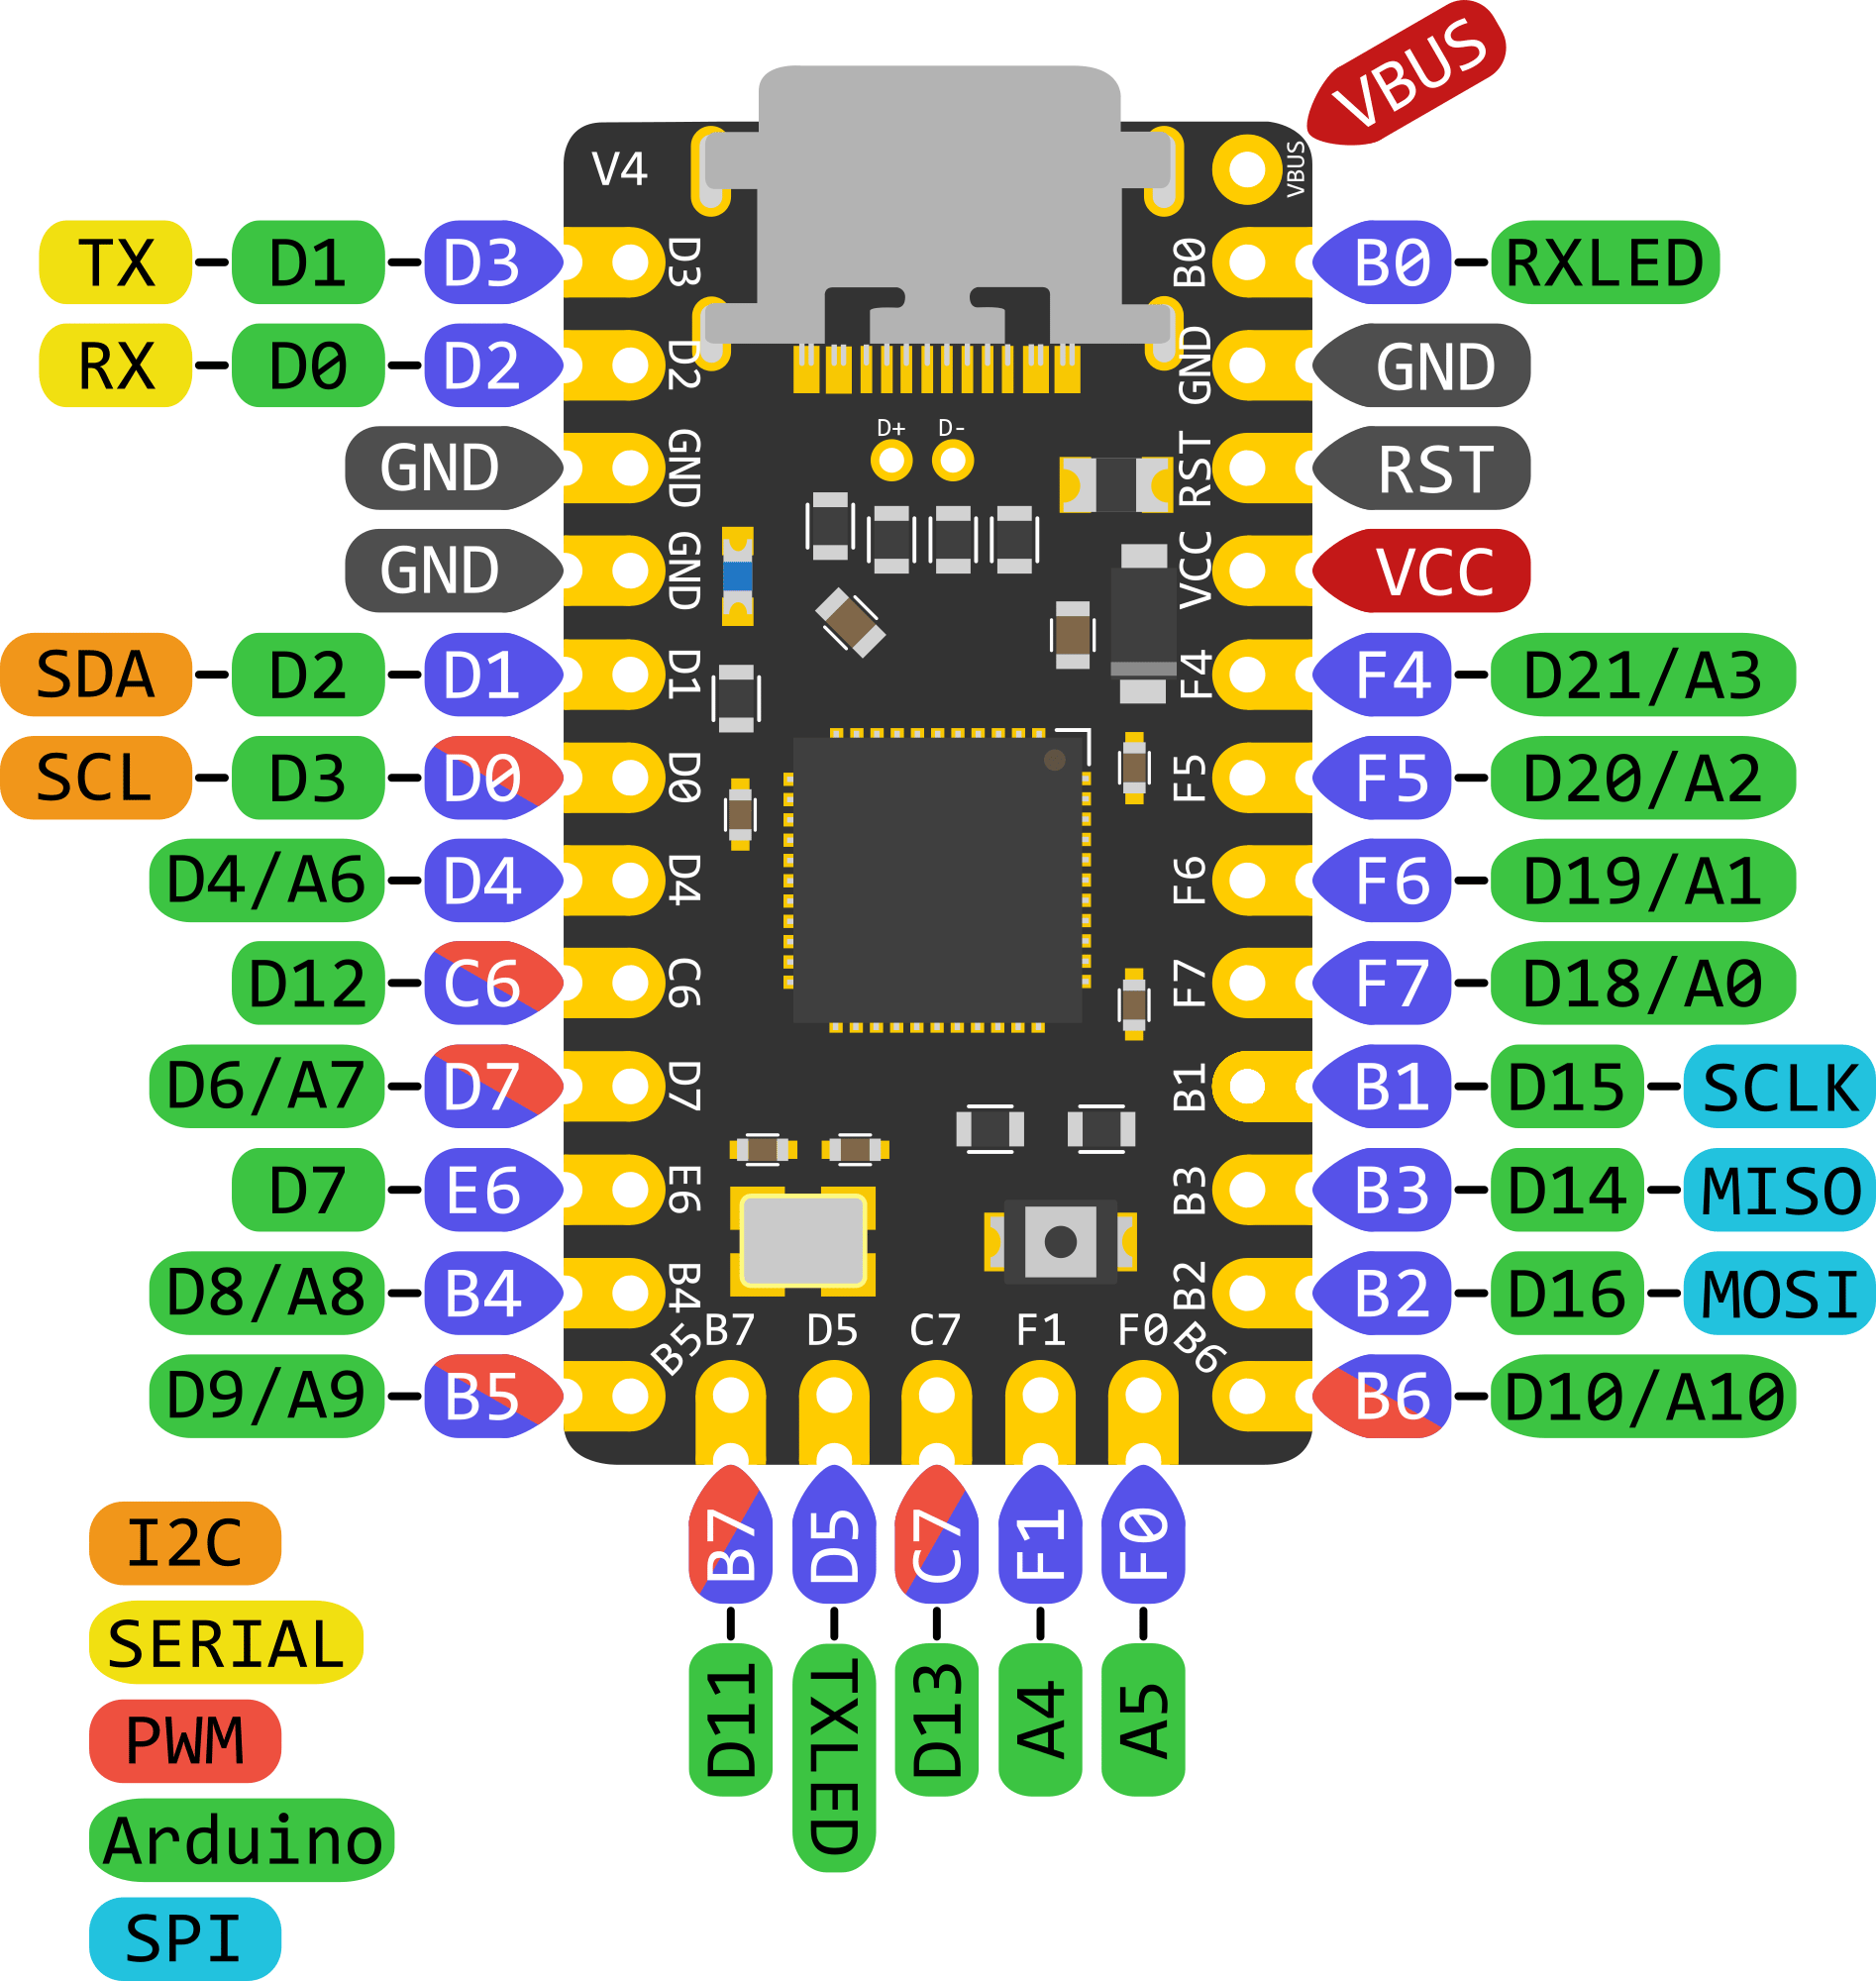 VBUS
V4
VBUS
TX D1 D3 D3 B0 B0 RXLED
RX D0 D2 D2 GND GND
D+ D-
GND GND RST RST
GND GND VCC VCC
SDA D2 D1 D1 F4 F4 D21/A3
SCL D3 D0 D0 F5 F5 D20/A2
D4/A6 D4 D4 F6 F6 D19/A1
D12 C6 C6 F7 F7 D18/A0
D6/A7 D7 D7 B1 B1 D15 SCLK
D7 E6 E6 B3 B3 D14 MISO
D8/A8 B4 B4 B2 B2 D16 MOSI
B7 D5 C7 F1 F0
D9/A9 B5 B5 B6 B6 D10/A10
B7 D5 C7 F1 F0
D11 TXLED D13 A4 A5
I2C
SERIAL
PWM
Arduino
SPI